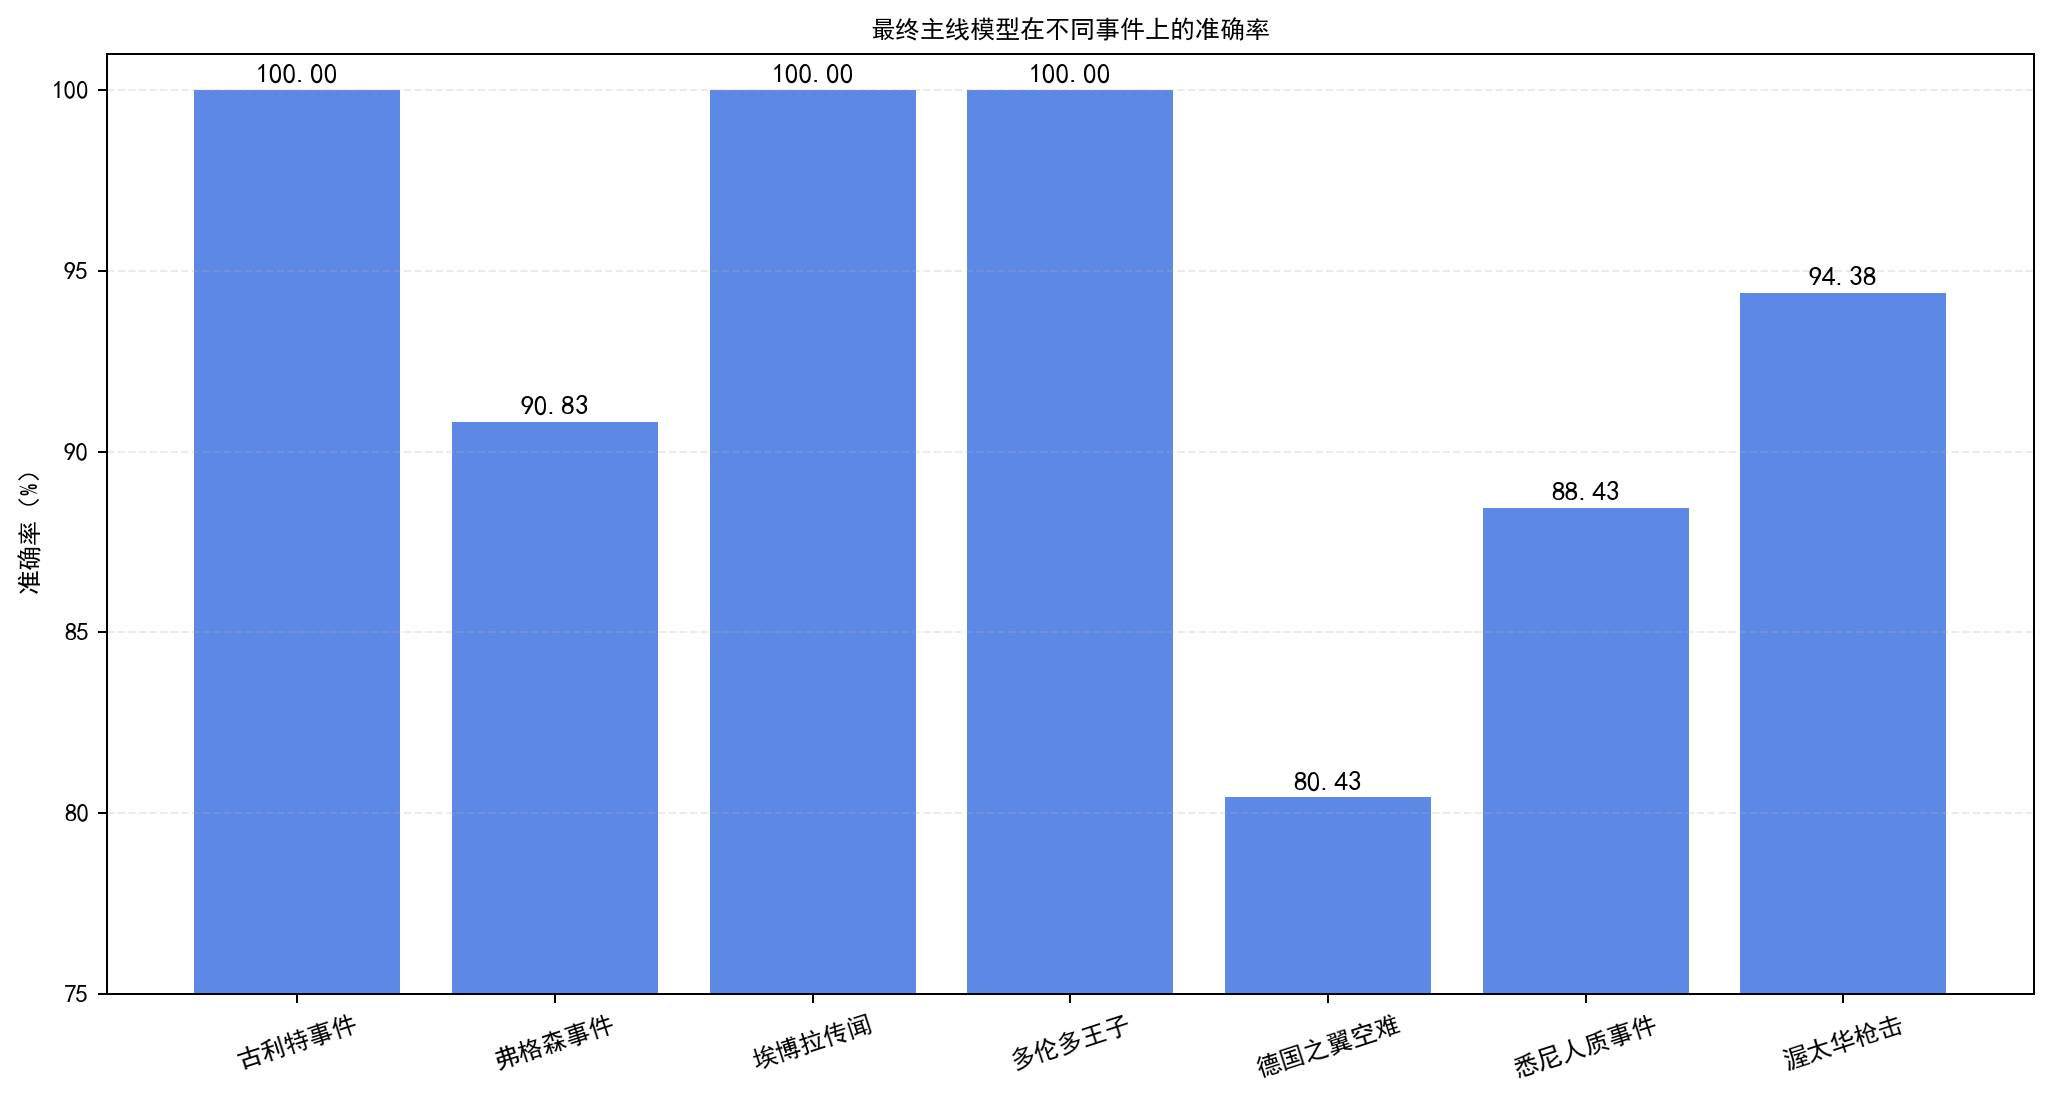 最终主线模型在不同事件上的准确率
准确率 (%)
100
95
90
85
80
75
100.00
90.83
100.00
100.00
80.43
88.43
94.38
古利特事件
弗格森事件
埃博拉传闻
多伦多王子
德国之翼空难
悉尼人质事件
渥太华枪击